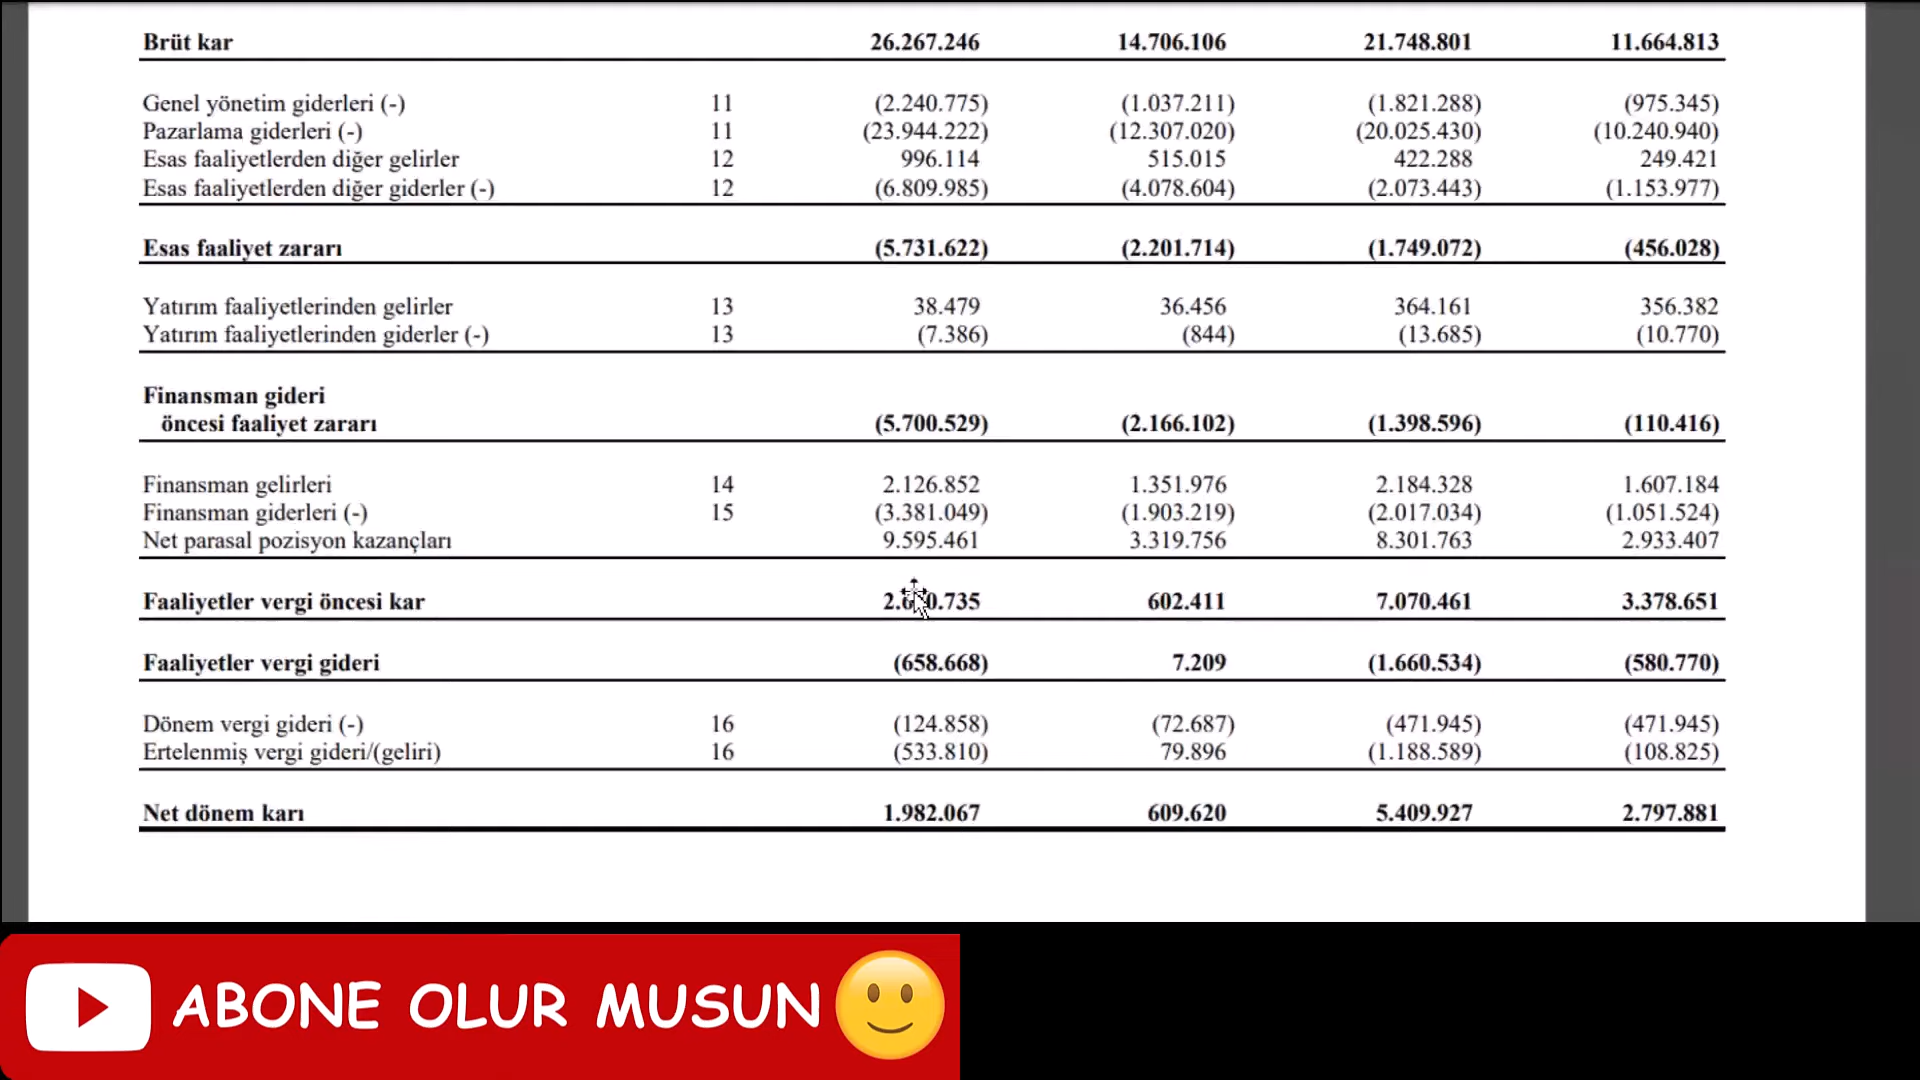 Brüt kar 26.267.246 14.706.106 21.748.801 11.664.813
Genel yönetim giderleri (-) 11 (2.240.775) (1.037.211) (1.821.288) (975.345)
Pazarlama giderleri (-) 11 (23.944.222) (12.307.020) (20.025.430) (10.240.940)
Esas faaliyetlerden diğer gelirler 12 996.114 515.015 422.288 249.421
Esas faaliyetlerden diğer giderler (-) 12 (6.809.985) (4.078.604) (2.073.443) (1.153.977)
Esas faaliyet zararı (5.731.622) (2.201.714) (1.749.072) (456.028)
Yatırım faaliyetlerinden gelirler 13 38.479 36.456 364.161 356.382
Yatırım faaliyetlerinden giderler (-) 13 (7.386) (844) (13.685) (10.770)
Finansman gideri
öncesi faaliyet zararı (5.700.529) (2.166.102) (1.398.596) (110.416)
Finansman gelirleri 14 2.126.852 1.351.976 2.184.328 1.607.184
Finansman giderleri (-) 15 (3.381.049) (1.903.219) (2.017.034) (1.051.524)
Net parasal pozisyon kazançları 9.595.461 3.319.756 8.301.763 2.933.407
Faaliyetler vergi öncesi kar 602.411 7.070.461 3.378.651
Faaliyetler vergi gideri (658.668) 7.209 (1.660.534) (580.770)
Dönem vergi gideri (-) 16 (124.858) (72.687) (471.945) (471.945)
Ertelenmiş vergi gideri/(geliri) 16 (533.810) 79.896 (1.188.589) (108.825)
Net dönem karı 1.982.067 609.620 5.409.927 2.797.881
ABONE OLUR MUSUN